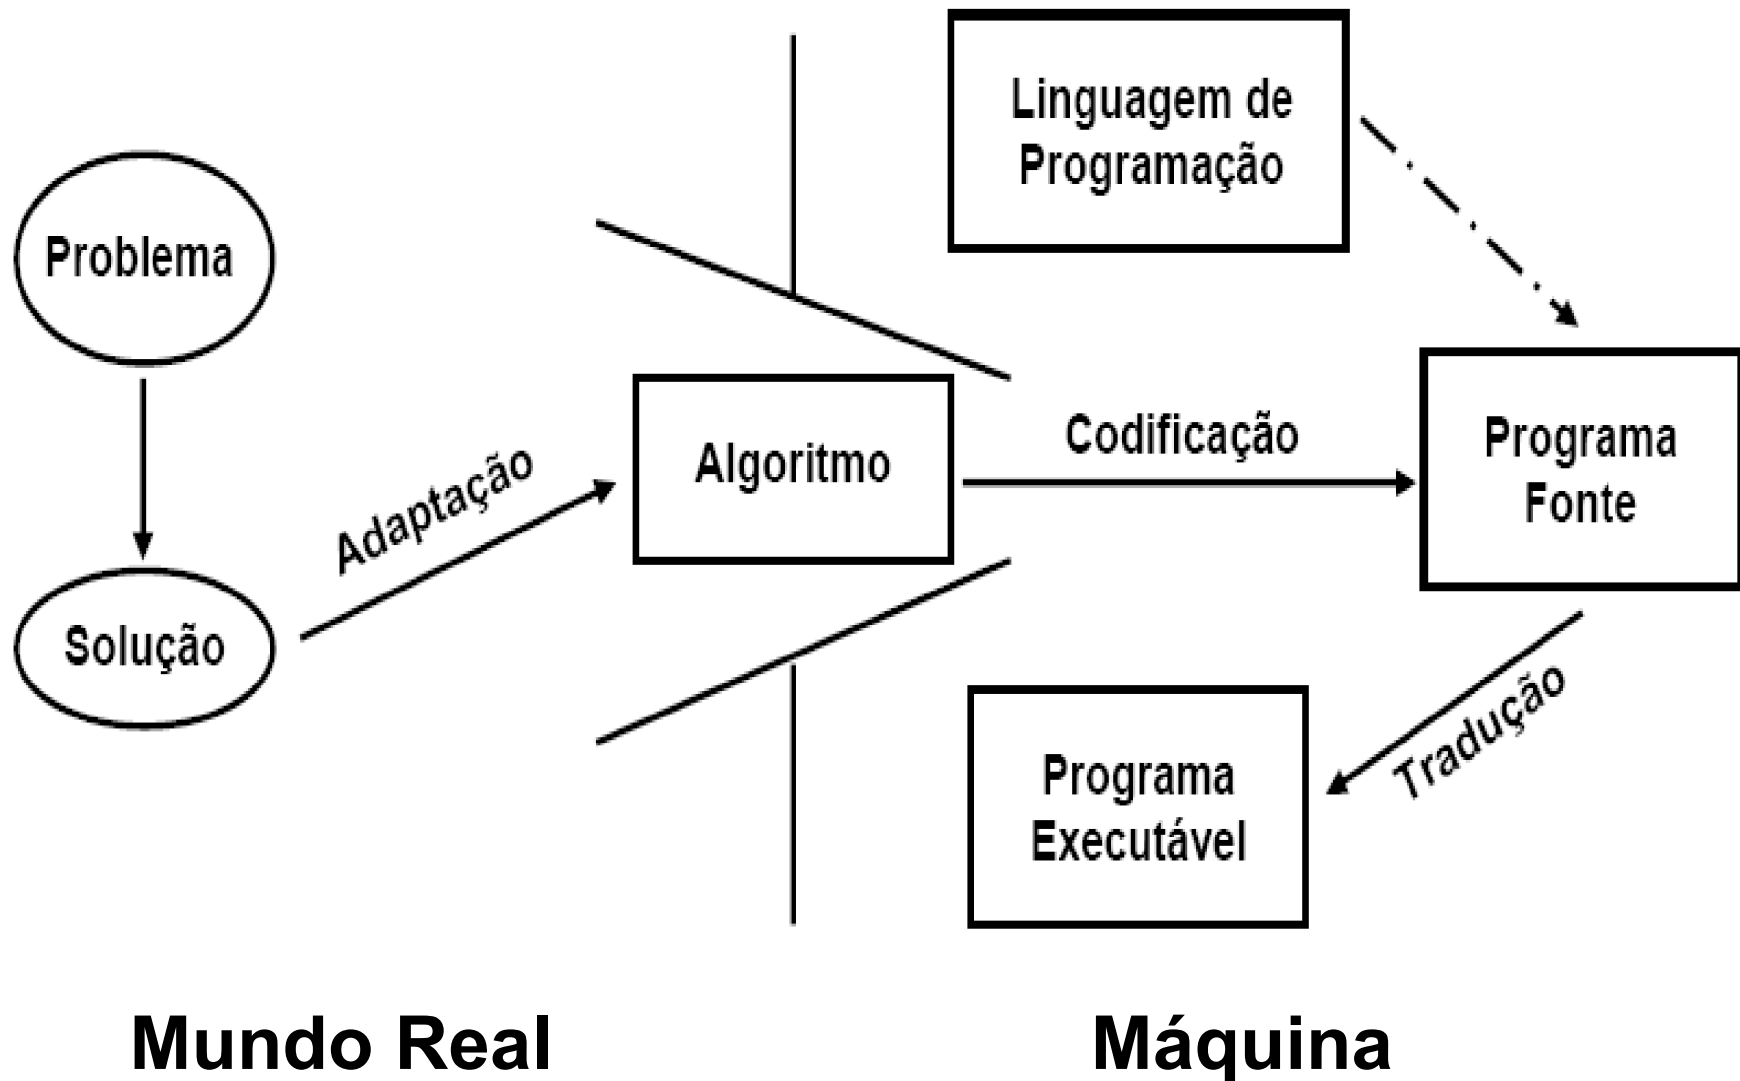 Linguagem de
Programação
Problema
Adaptação
Algoritmo
Codificação
Programa
Fonte
Solução
Tradução
Programa
Executável
Mundo Real
Máquina